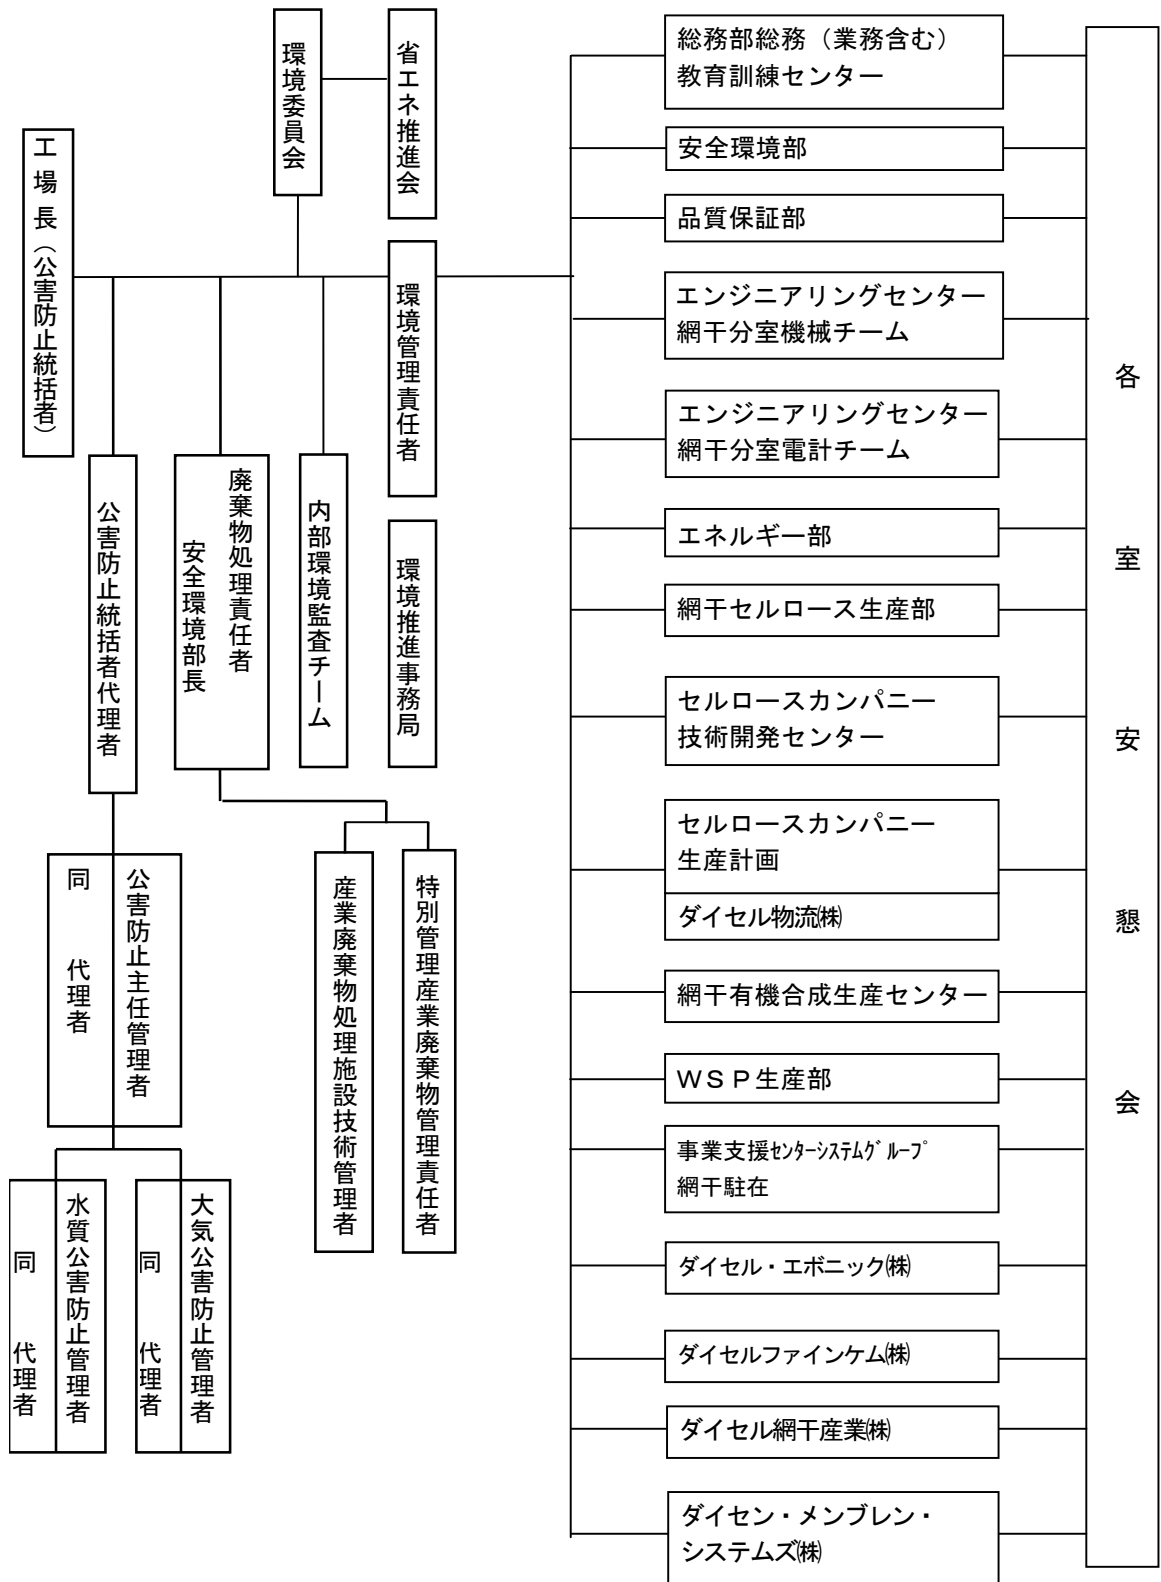 環境委員会
省エネ推進会
工場長（公害防止統括者）
環境管理責任者
公害防止統括者代理者
廃棄物処理責任者
安全環境部長
内部環境監査チーム
環境推進事務局
公害防止主任管理者
同　代理者
産業廃棄物処理施設技術管理者
特別管理産業廃棄物管理責任者
水質公害防止管理者
同　代理者
大気公害防止管理者
同　代理者
総務部総務（業務含む）
教育訓練センター
安全環境部
品質保証部
エンジニアリングセンター
網干分室機械チーム
エンジニアリングセンター
網干分室電計チーム
エネルギー部
網干セルロース生産部
セルロースカンパニー
技術開発センター
セルロースカンパニー
生産計画
ダイセル物流㈱
網干有機合成生産センター
ＷＳＰ生産部
事業支援ｾﾝﾀｰｼｽﾃﾑｸﾞﾙｰﾌﾟ
網干駐在
ダイセル・エボニック㈱
ダイセルファインケム㈱
ダイセル網干産業㈱
ダイセン・メンブレン・
システムズ㈱
各室安懇会